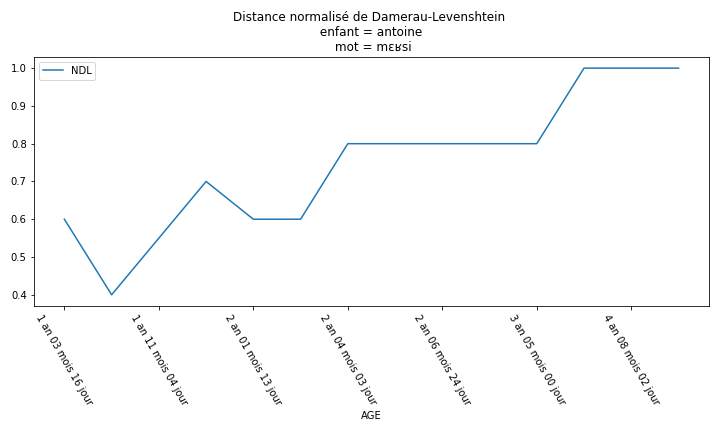 Distance normalisé de Damerau-Levenshtein
enfant = antoine
mot = mɛʁsi
NDL
1.0
0.9
0.8
0.7
0.6
0.5
0.4
1 an 03 mois 16 jour
1 an 11 mois 04 jour
2 an 01 mois 13 jour
2 an 04 mois 03 jour
2 an 06 mois 24 jour
3 an 05 mois 00 jour
4 an 08 mois 02 jour
AGE